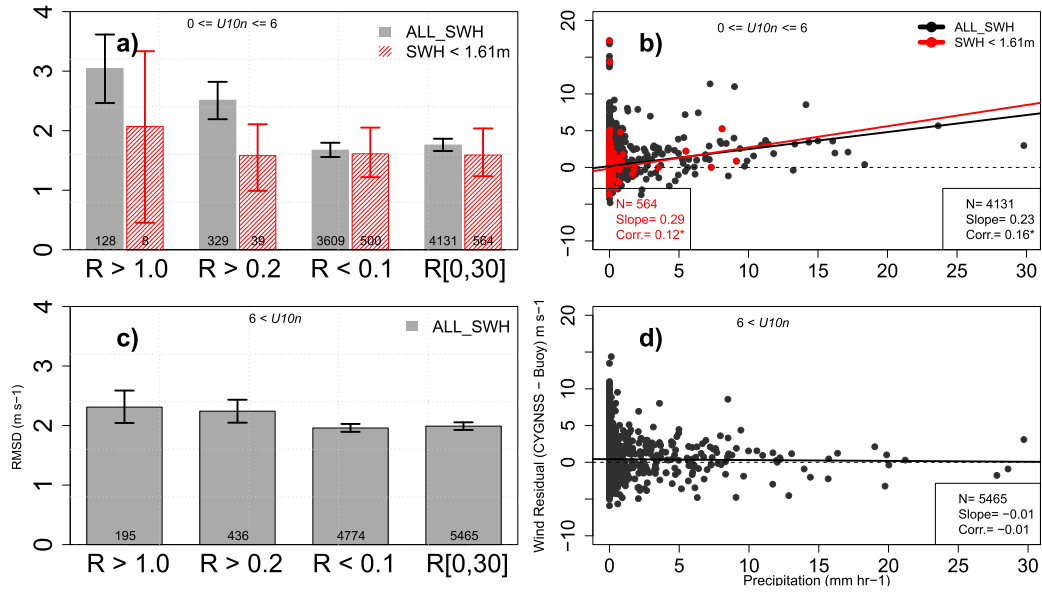 0 <= U10n <= 6
a)
ALL_SWH
SWH < 1.61m
4
3
2
1
0
128
8
329
39
3609
500
4131
564
R > 1.0
R > 0.2
R < 0.1
R[0,30]
0 <= U10n <= 6
b)
ALL_SWH
SWH < 1.61m
20
10
5
0
−10
N= 564
Slope= 0.29
Corr.= 0.12*
N= 4131
Slope= 0.23
Corr.= 0.16*
0
5
10
15
20
25
30
6 < U10n
c)
ALL_SWH
RMSD (m s−1)
4
3
2
1
0
195
436
4774
5465
R > 1.0
R > 0.2
R < 0.1
R[0,30]
6 < U10n
d)
Wind Residual (CYGNSS − Buoy) m s−1
20
10
5
0
−10
N= 5465
Slope= −0.01
Corr.= −0.01
0
5
10
15
20
25
30
Precipitation (mm hr−1)